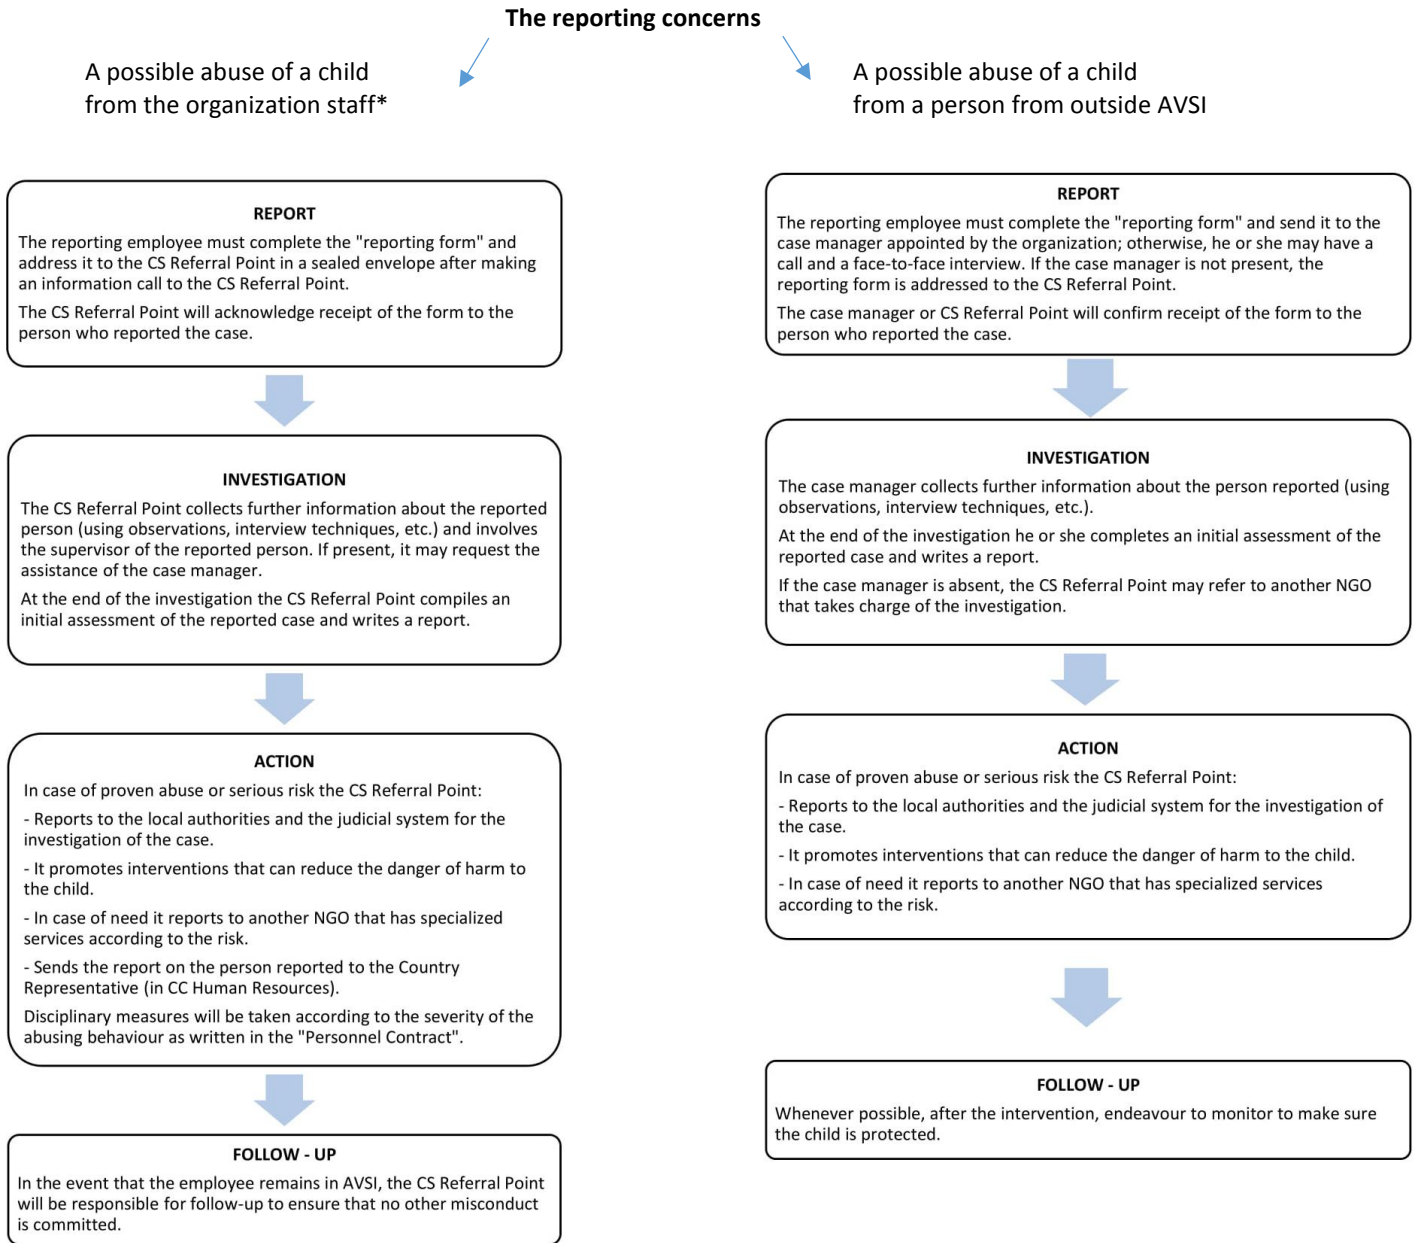 The reporting concerns
A possible abuse of a child
from the organization staff*
REPORT
The reporting employee must complete the "reporting form" and
address it to the CS Referral Point in a sealed envelope after making
an information call to the CS Referral Point.
The CS Referral Point will acknowledge receipt of the form to the
person who reported the case.
INVESTIGATION
The CS Referral Point collects further information about the reported
person (using observations, interview techniques, etc.) and involves
the supervisor of the reported person. If present, it may request the
assistance of the case manager.
At the end of the investigation the CS Referral Point compiles an
initial assessment of the reported case and writes a report.
ACTION
In case of proven abuse or serious risk the CS Referral Point:
- Reports to the local authorities and the judicial system for the
investigation of the case.
- It promotes interventions that can reduce the danger of harm to
the child.
- In case of need it reports to another NGO that has specialized
services according to the risk.
- Sends the report on the person reported to the Country
Representative (in CC Human Resources).
Disciplinary measures will be taken according to the severity of the
abusing behaviour as written in the "Personnel Contract".
FOLLOW - UP
In the event that the employee remains in AVSI, the CS Referral Point
will be responsible for follow-up to ensure that no other misconduct
is committed.
A possible abuse of a child
from a person from outside AVSI
REPORT
The reporting employee must complete the "reporting form" and send it to the
case manager appointed by the organization; otherwise, he or she may have a
call and a face-to-face interview. If the case manager is not present, the
reporting form is addressed to the CS Referral Point.
The case manager or CS Referral Point will confirm receipt of the form to the
person who reported the case.
INVESTIGATION
The case manager collects further information about the person reported (using
observations, interview techniques, etc.).
At the end of the investigation he or she completes an initial assessment of the
reported case and writes a report.
If the case manager is absent, the CS Referral Point may refer to another NGO
that takes charge of the investigation.
ACTION
In case of proven abuse or serious risk the CS Referral Point:
- Reports to the local authorities and the judicial system for the investigation of
the case.
- It promotes interventions that can reduce the danger of harm to the child.
- In case of need it reports to another NGO that has specialized services
according to the risk.
FOLLOW - UP
Whenever possible, after the intervention, endeavour to monitor to make sure
the child is protected.